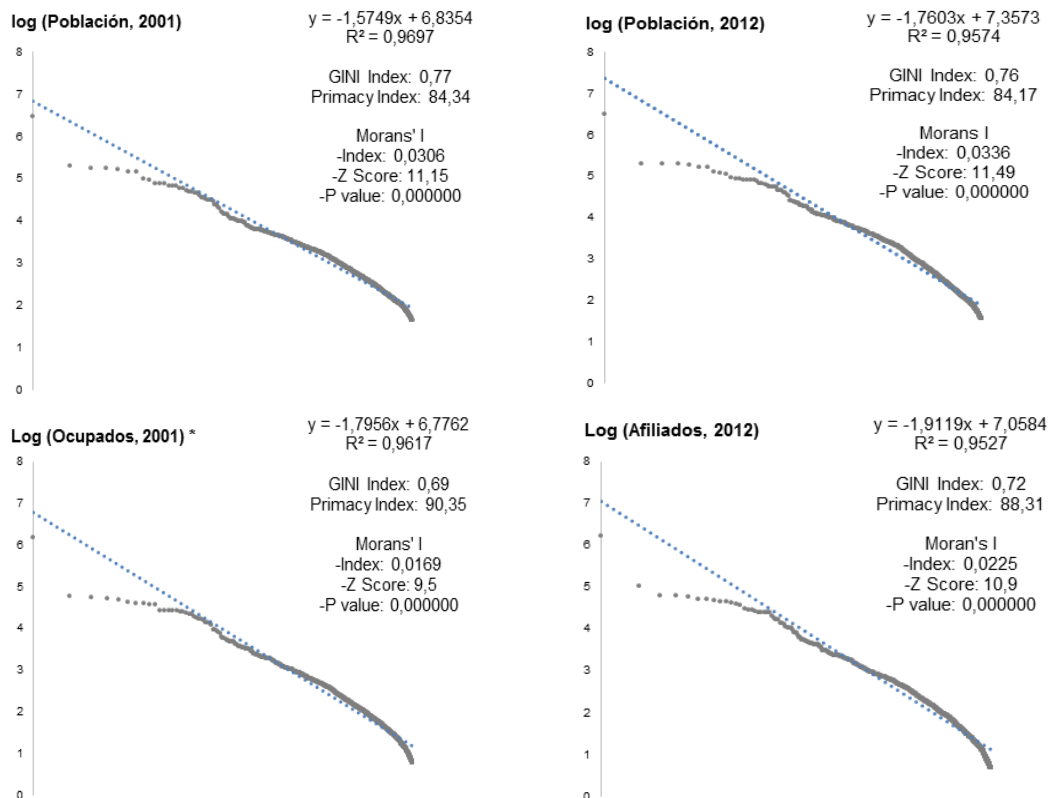 log (Población, 2001)
y = -1,5749x + 6,8354
R² = 0,9697
GINI Index: 0,77
Primacy Index: 84,34
Morans' I
-Index: 0,0306
-Z Score: 11,15
-P value: 0,000000
8
7
6
5
4
3
2
1
0
log (Población, 2012)
y = -1,7603x + 7,3573
R² = 0,9574
GINI Index: 0,76
Primacy Index: 84,17
Morans I
-Index: 0,0336
-Z Score: 11,49
-P value: 0,000000
8
7
6
5
4
3
2
1
0
Log (Ocupados, 2001) *
y = -1,7956x + 6,7762
R² = 0,9617
GINI Index: 0,69
Primacy Index: 90,35
Morans' I
-Index: 0,0169
-Z Score: 9,5
-P value: 0,000000
8
7
6
5
4
3
2
1
0
Log (Afiliados, 2012)
y = -1,9119x + 7,0584
R² = 0,9527
GINI Index: 0,72
Primacy Index: 88,31
Moran's I
-Index: 0,0225
-Z Score: 10,9
-P value: 0,000000
8
7
6
5
4
3
2
1
0